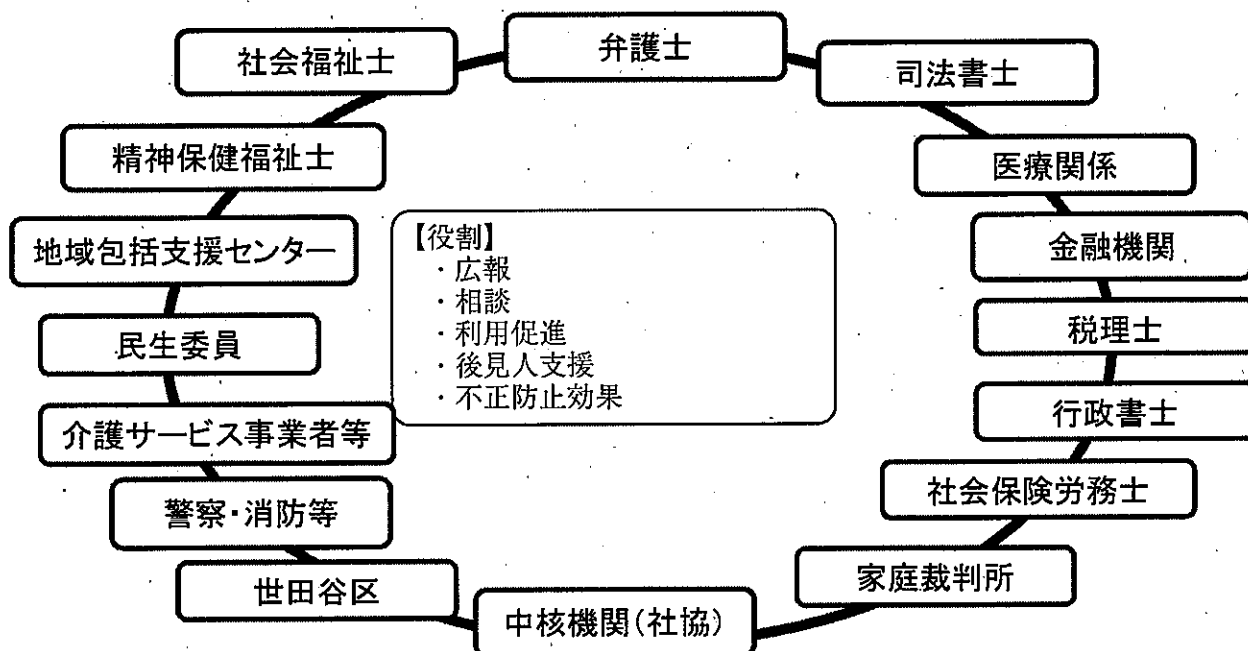 弁護士
社会福祉士
司法書士
精神保健福祉士
医療関係
地域包括支援センター
金融機関
【役割】
・広報
・相談
・利用促進
・後見人支援
・不正防止効果
民生委員
税理士
介護サービス事業者等
行政書士
警察・消防等
社会保険労務士
世田谷区
家庭裁判所
中核機関(社協)